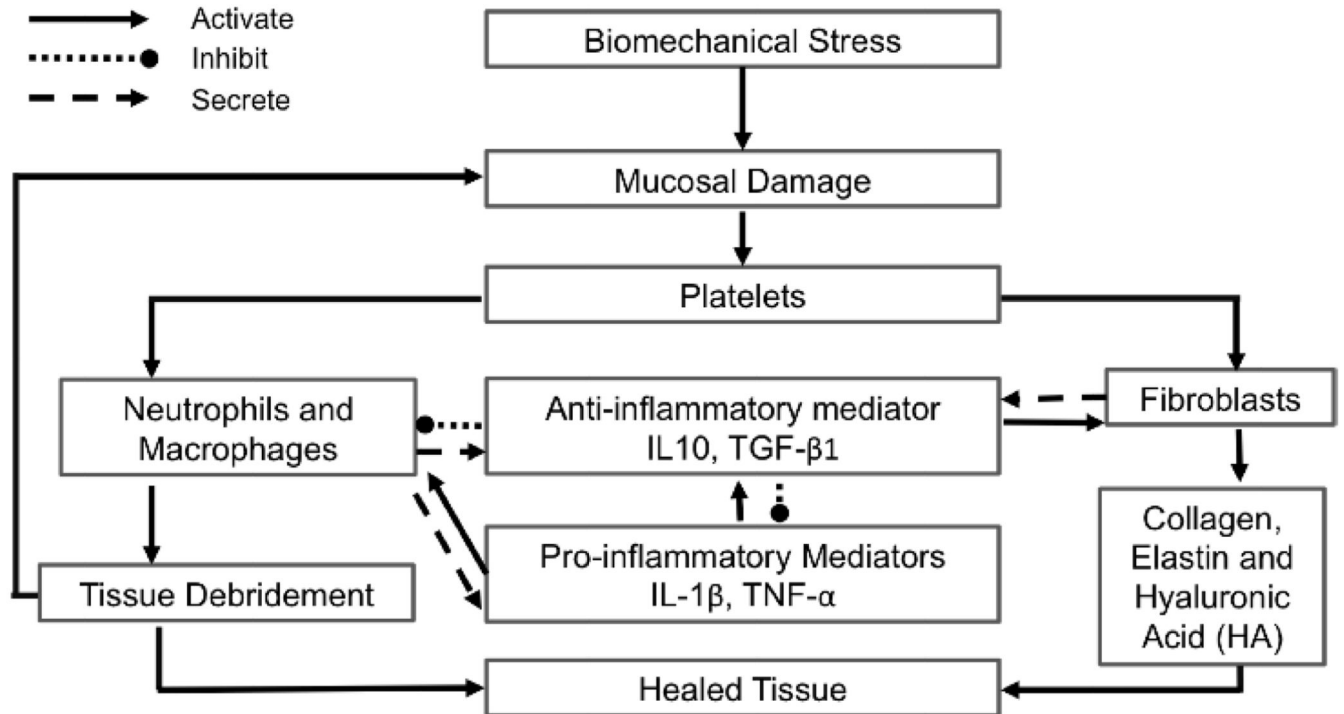 Activate
Inhibit
Secrete
Biomechanical Stress
Mucosal Damage
Platelets
Neutrophils and
Macrophages
Anti-inflammatory mediator
IL10, TGF-β1
Fibroblasts
Pro-inflammatory Mediators
IL-1β, TNF-α
Collagen,
Elastin and
Hyaluronic
Acid (HA)
Tissue Debridement
Healed Tissue